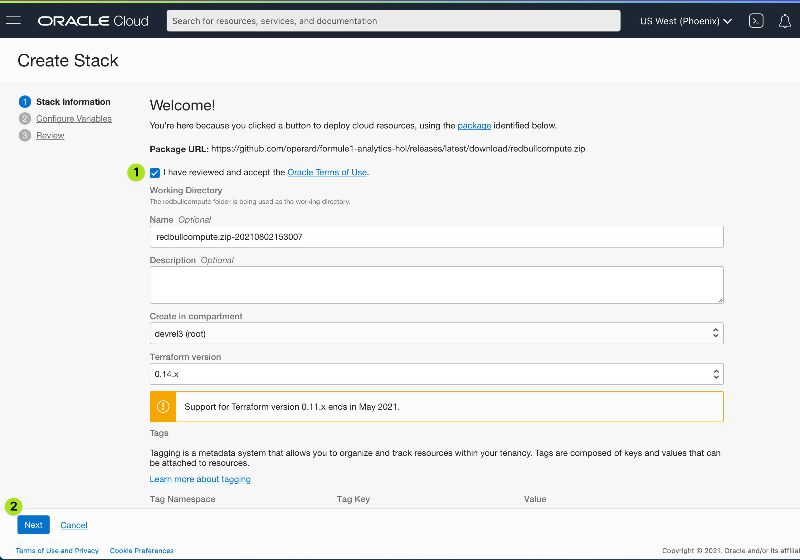 ORACLE Cloud
Search for resources, services, and documentation
US West (Phoenix)
Create Stack
1 Stack Information
2 Configure Variables
3 Review
Welcome!
You're here because you clicked a button to deploy cloud resources, using the package identified below.
Package URL: https://github.com/operard/formule1-analytics-hol/releases/latest/download/redbullcompute.zip
1 I have reviewed and accept the Oracle Terms of Use.
Working Directory
The redbullcompute folder is being used as the working directory.
Name Optional
redbullcompute.zip-20210802153007
Description Optional
Create in compartment
devrel3 (root)
Terraform version
0.14.x
Support for Terraform version 0.11.x ends in May 2021.
Tags
Tagging is a metadata system that allows you to organize and track resources within your tenancy. Tags are composed of keys and values that can
be attached to resources.
Learn more about tagging
Tag Namespace Tag Key Value
2
Next Cancel
Terms of Use and Privacy Cookie Preferences
Copyright © 2021, Oracle and/or its affilia